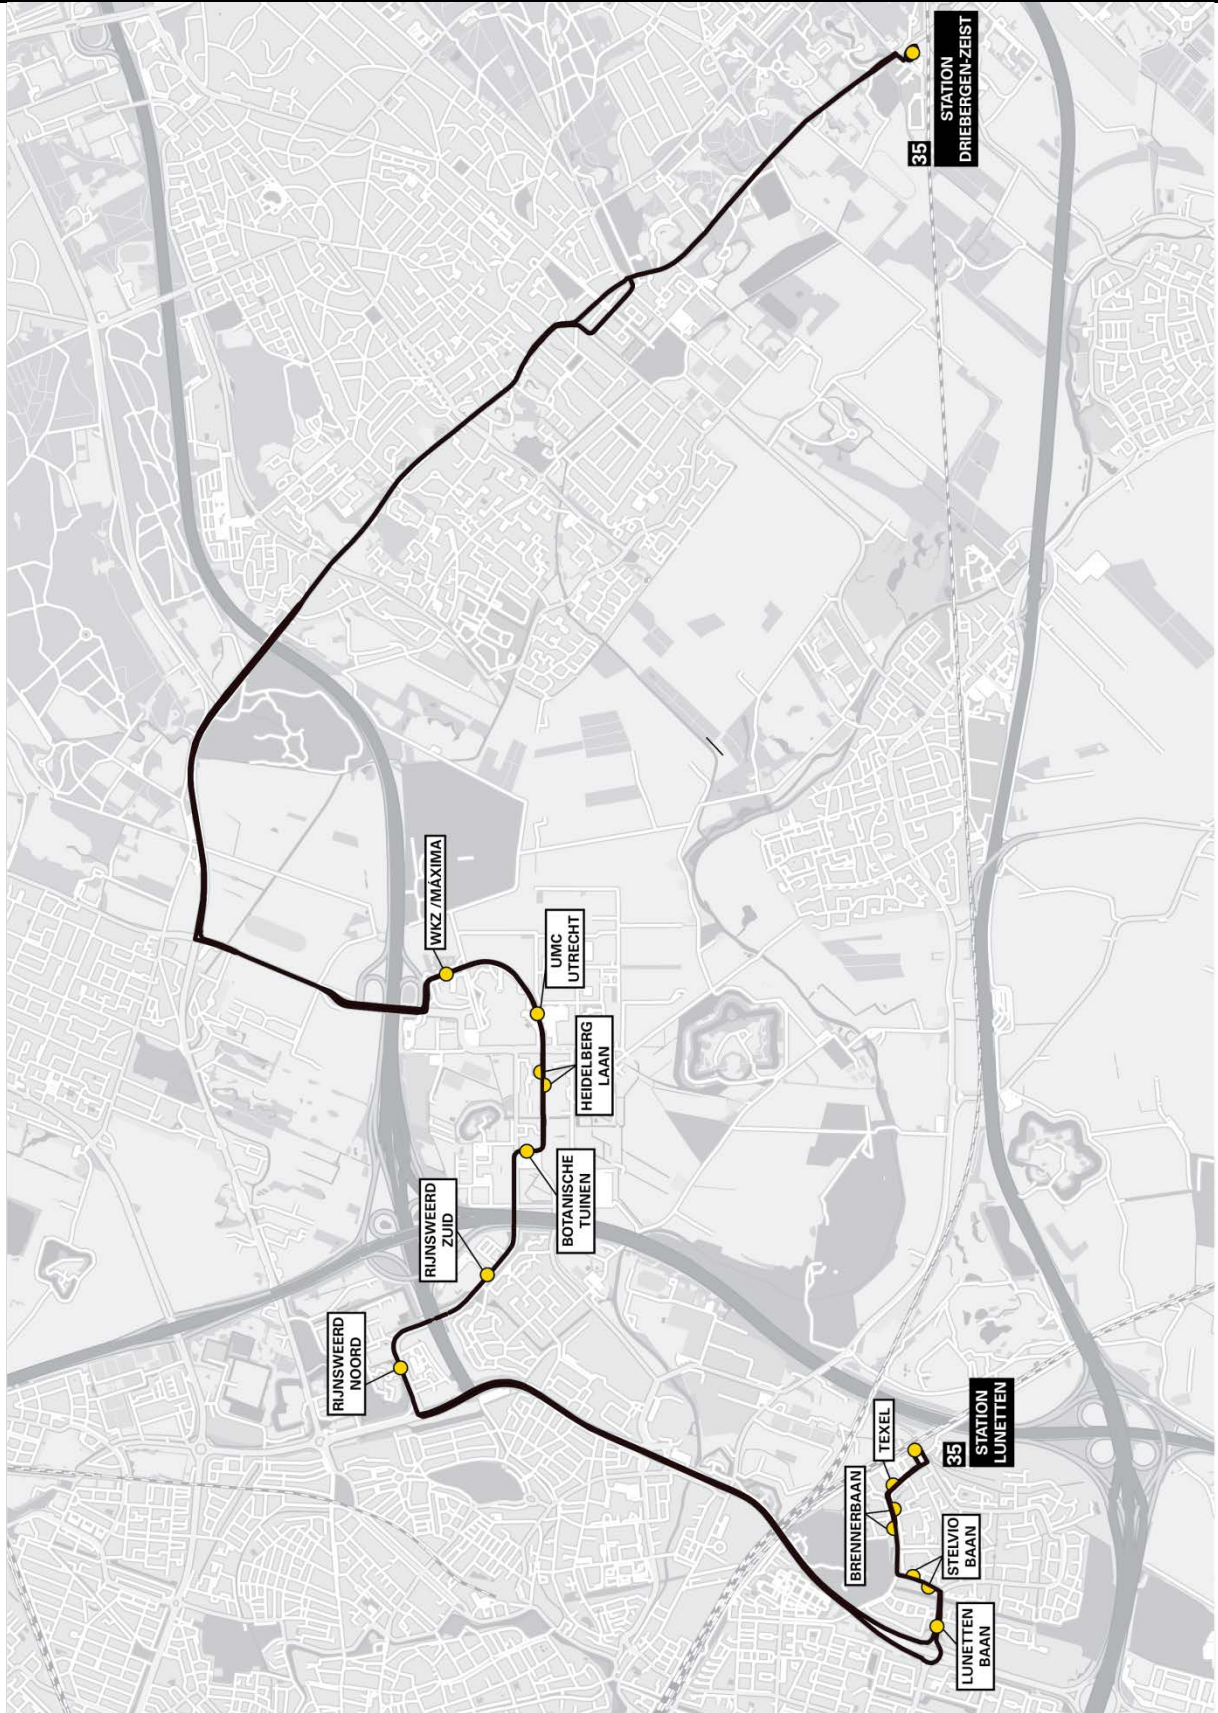 35
STATION
DRIEBERGEN-ZEIST
WKZ /MÁXIMA
UMC
UTRECHT
HEIDELBERG
LAAN
BOTANISCHE
TUINEN
RIJNSWEERD
ZUID
RIJNSWEERD
NOORD
TEXEL
35
STATION
LUNETTEN
BRENNERBAAN
STELVIO
BAAN
LUNETTEN
BAAN